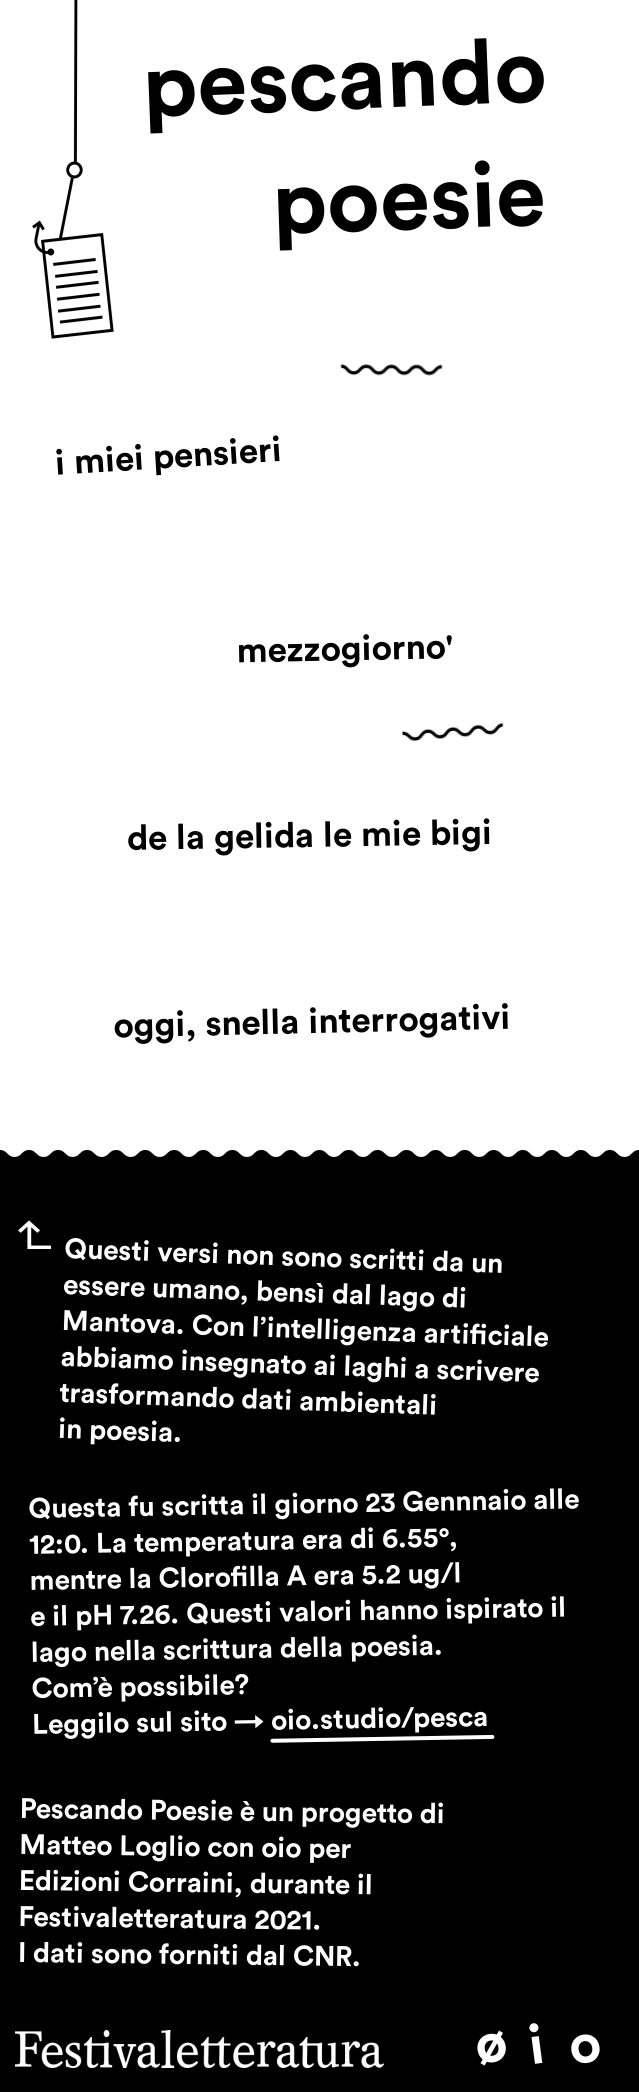 pescando
poesie
i miei pensieri
mezzogiorno'
de la gelida le mie bigi
oggi, snella interrogativi
Questi versi non sono scritti da un
essere umano, bensì dal lago di
Mantova. Con l’intelligenza artificiale
abbiamo insegnato ai laghi a scrivere
trasformando dati ambientali
in poesia.
Questa fu scritta il giorno 23 Gennnaio alle
12:0. La temperatura era di 6.55°,
mentre la Clorofilla A era 5.2 ug/l
e il pH 7.26. Questi valori hanno ispirato il
lago nella scrittura della poesia.
Com’è possibile?
Leggilo sul sito → oio.studio/pesca
Pescando Poesie è un progetto di
Matteo Loglio con oio per
Edizioni Corraini, durante il
Festivaletteratura 2021.
I dati sono forniti dal CNR.
Festivaletteratura ø i o